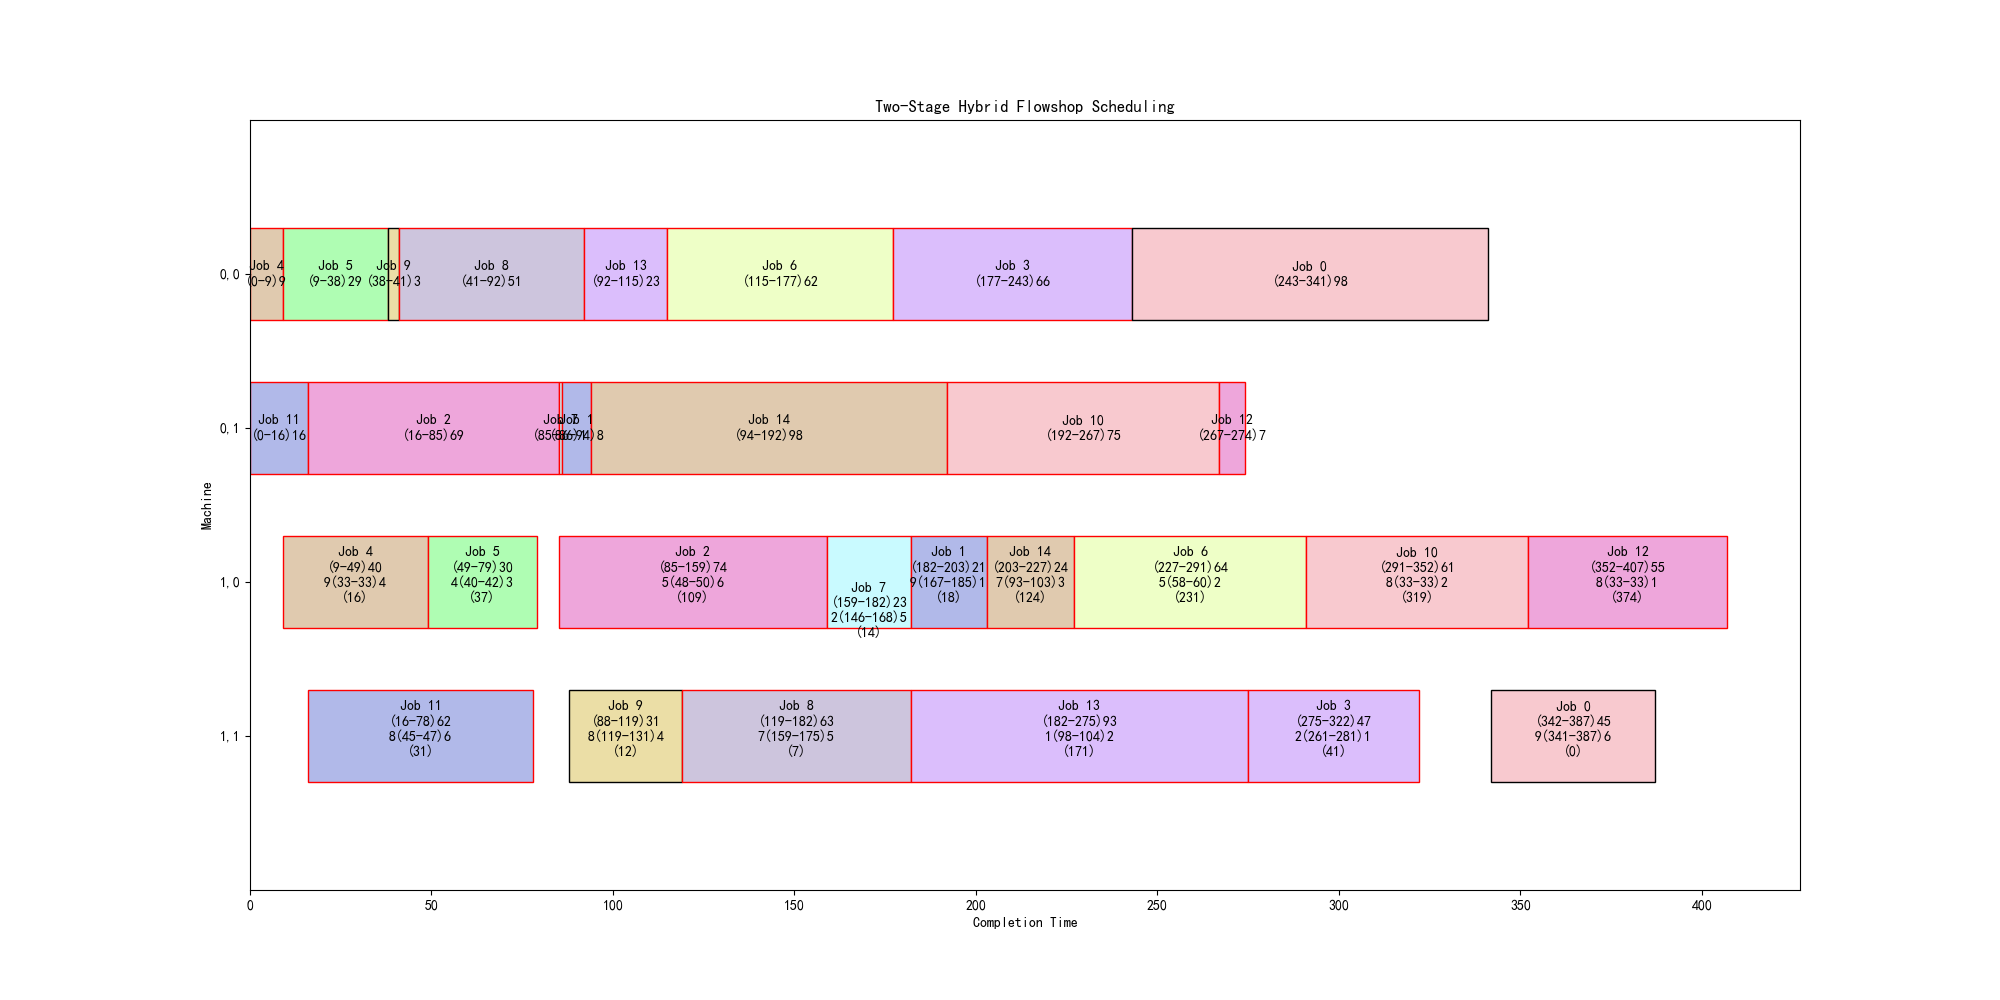 Two-Stage Hybrid Flowshop Scheduling
Machine
0,0
Job 4
(0-9)9
Job 5
(9-38)29
Job 9
(38-41)3
Job 8
(41-92)51
Job 13
(92-115)23
Job 6
(115-177)62
Job 3
(177-243)66
Job 0
(243-341)98
0,1
Job 11
(0-16)16
Job 2
(16-85)69
Job 7
Job 1
Job 14
(94-192)98
Job 10
(192-267)75
Job 12
(267-274)7
1,0
Job 4
(9-49)40
9(33-33)4
(16)
Job 5
(49-79)30
4(40-42)3
(37)
Job 2
(85-159)74
5(48-50)6
(109)
Job 7
(159-182)23
2(146-168)5
(14)
Job 1
(182-203)21
9(167-185)1
(18)
Job 14
(203-227)24
7(93-103)3
(124)
Job 6
(227-291)64
5(58-60)2
(231)
Job 10
(291-352)61
8(33-33)2
(319)
Job 12
(352-407)55
8(33-33)1
(374)
1,1
Job 11
(16-78)62
8(45-47)6
(31)
Job 9
(88-119)31
8(119-131)4
(12)
Job 8
(119-182)63
7(159-175)5
(7)
Job 13
(182-275)93
1(98-104)2
(171)
Job 3
(275-322)47
2(261-281)1
(41)
Job 0
(342-387)45
9(341-387)6
(0)
0 50 100 150 200 250 300 350 400
Completion Time